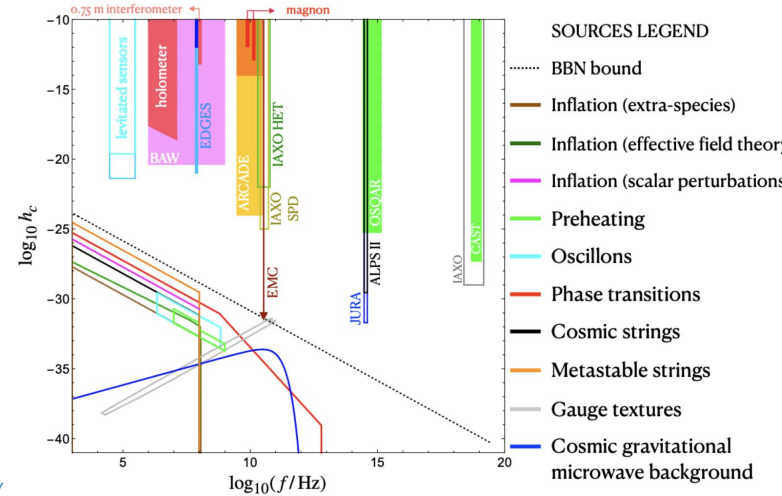 0.75 m interferometer
magnon
SOURCES LEGEND
BBN bound
Inflation (extra-species)
Inflation (effective field theory
Inflation (scalar perturbations
Preheating
Oscillons
Phase transitions
Cosmic strings
Metastable strings
Gauge textures
Cosmic gravitational
microwave background
levitated sensors
holometer
BAW
EDGES
ARCADE
IAXO HET
IAXO
SPD
EMC
OSQAR
ALPS II
JURA
IAXO
CAST
log₁₀ h_c
−10
−15
−20
−25
−30
−35
−40
5
10
15
20
log₁₀(f/Hz)